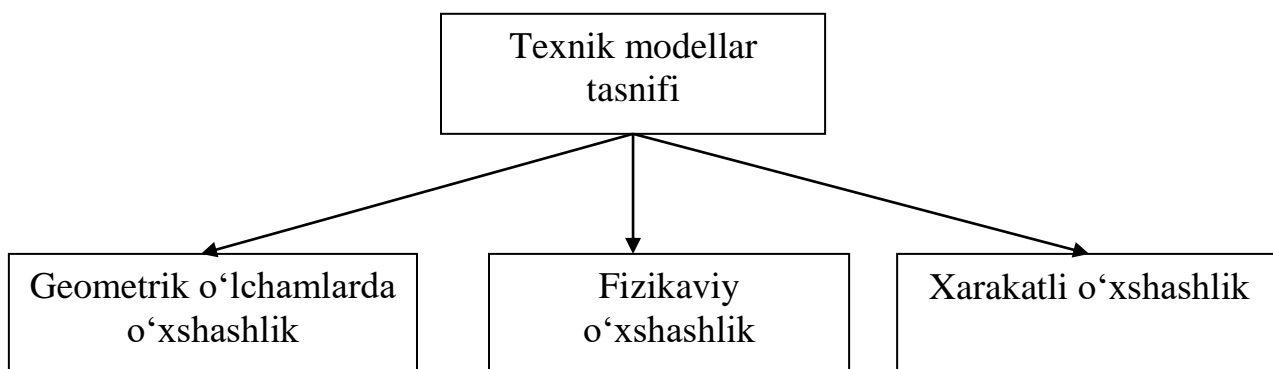 Texnik modellar
tasnifi
Geometrik o‘lchamlarda
o‘xshashlik
Fizikaviy
o‘xshashlik
Xarakatli o‘xshashlik